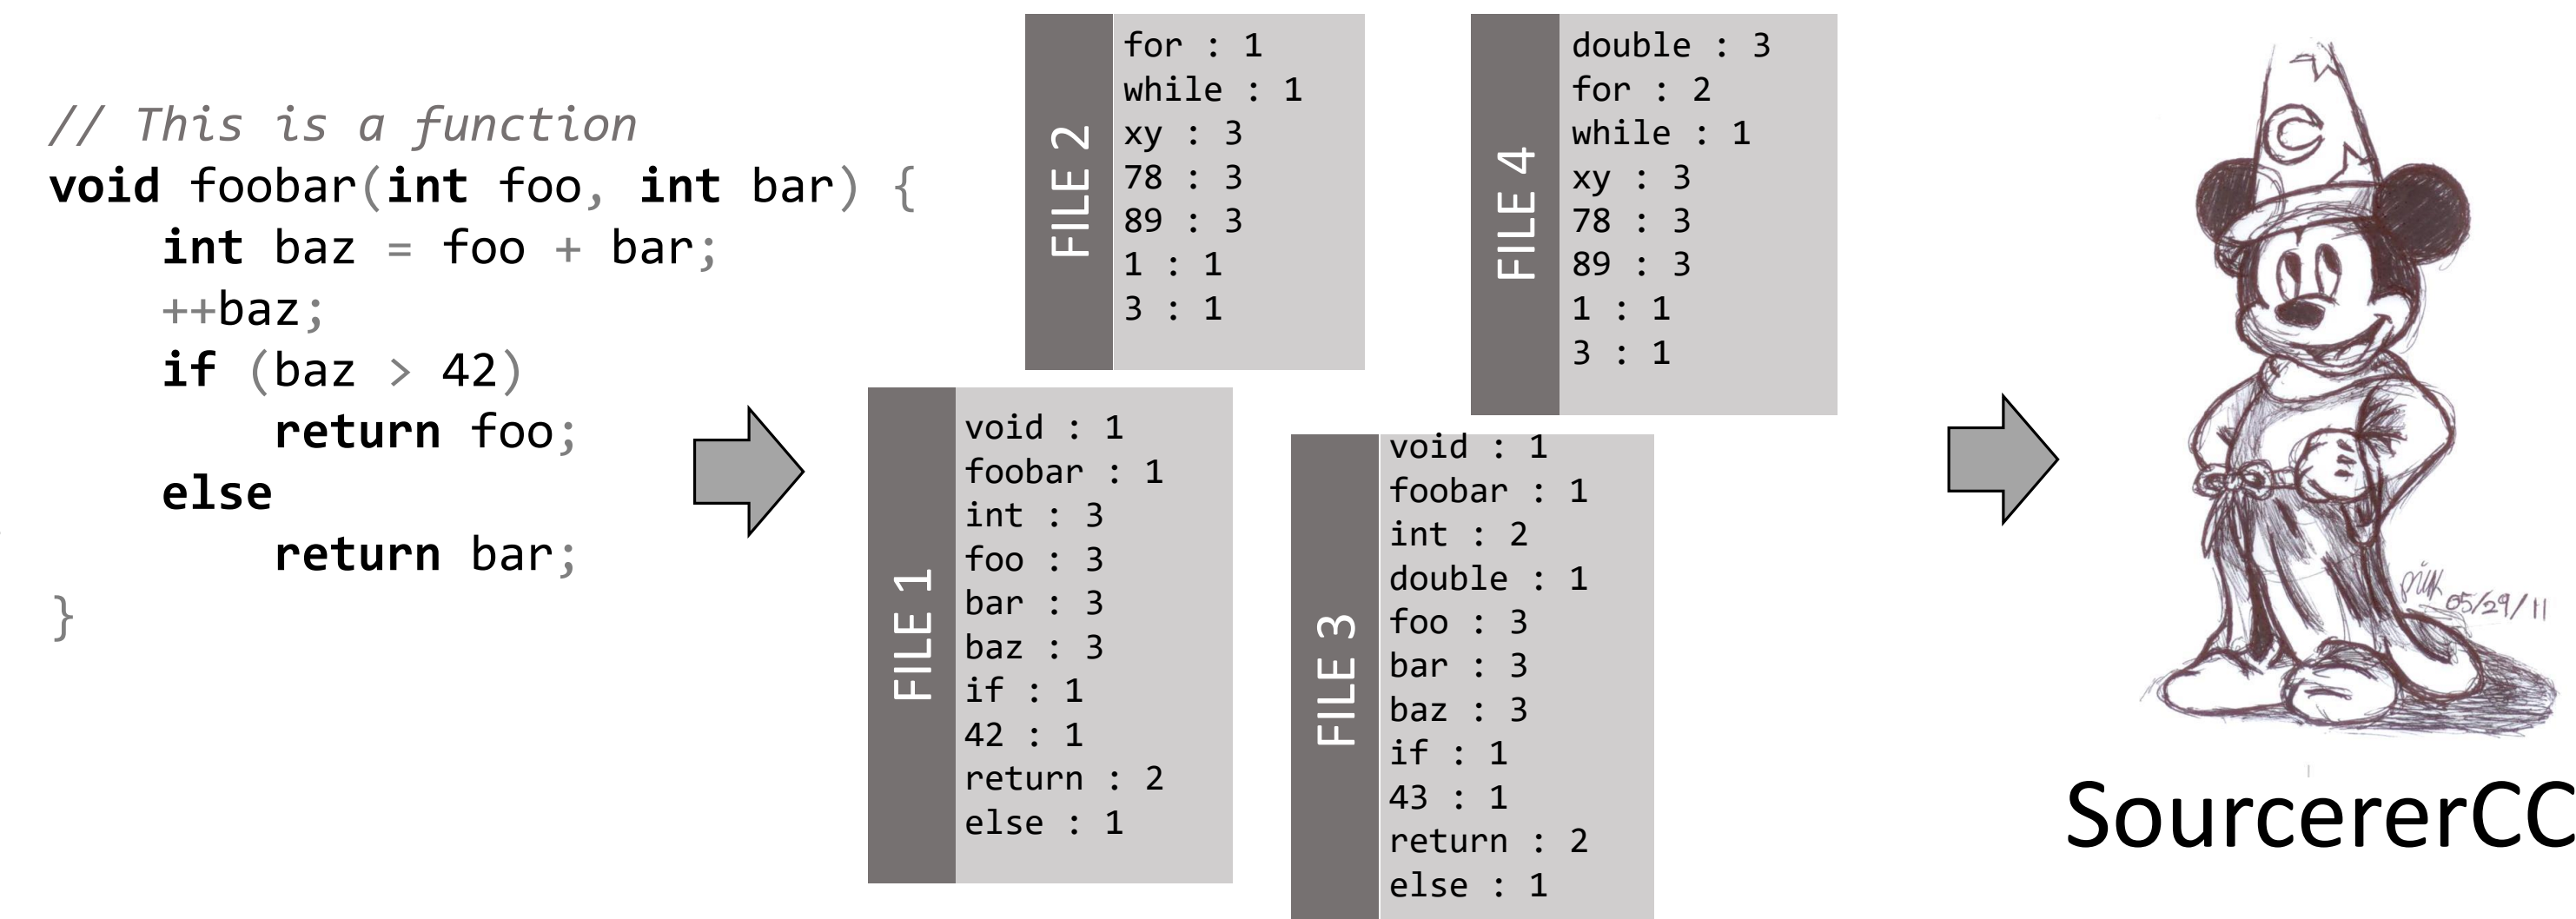 // This is a function
void foobar(int foo, int bar) {
int baz = foo + bar;
++baz;
if (baz > 42)
return foo;
else
return bar;
}
FILE 1
void : 1
foobar : 1
int : 3
foo : 3
bar : 3
baz : 3
if : 1
42 : 1
return : 2
else : 1
FILE 2
for : 1
while : 1
xy : 3
78 : 3
89 : 3
1 : 1
3 : 1
FILE 3
void : 1
foobar : 1
int : 2
double : 1
foo : 3
bar : 3
baz : 3
if : 1
43 : 1
return : 2
else : 1
FILE 4
double : 3
for : 2
while : 1
xy : 3
78 : 3
89 : 3
1 : 1
3 : 1
C
05/29/11
SourcererCC